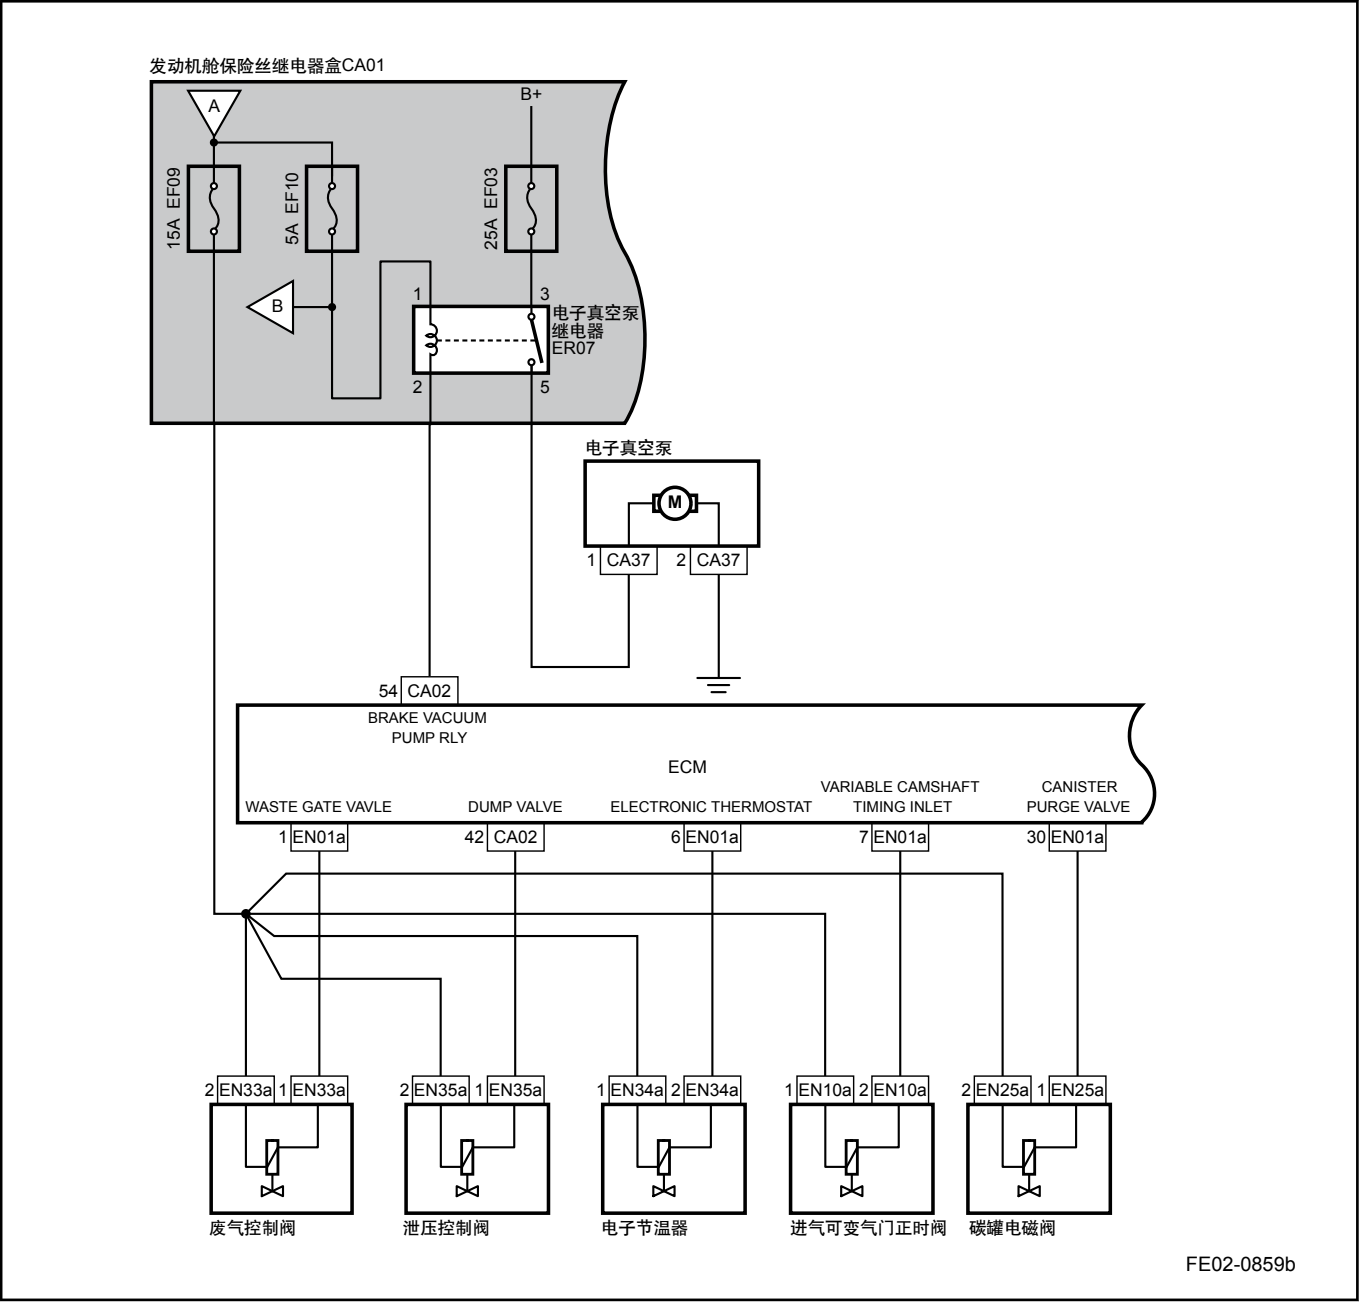 发动机舱保险丝继电器盒CA01
A
B+
15A EF09
5A EF10
25A EF03
B
1
3
电子真空泵
继电器
ER07
2
5
电子真空泵
M
1 CA37 2 CA37
54 CA02
BRAKE VACUUM
PUMP RLY
ECM
WASTE GATE VAVLE
DUMP VALVE
ELECTRONIC THERMOSTAT
VARIABLE CAMSHAFT
TIMING INLET
CANISTER
PURGE VALVE
1 EN01a 42 CA02 6 EN01a 7 EN01a 30 EN01a
2 EN33a 1 EN33a 2 EN35a 1 EN35a 1 EN34a 2 EN34a 1 EN10a 2 EN10a 2 EN25a 1 EN25a
废气控制阀
泄压控制阀
电子节温器
进气可变气门正时阀
碳罐电磁阀
FE02-0859b